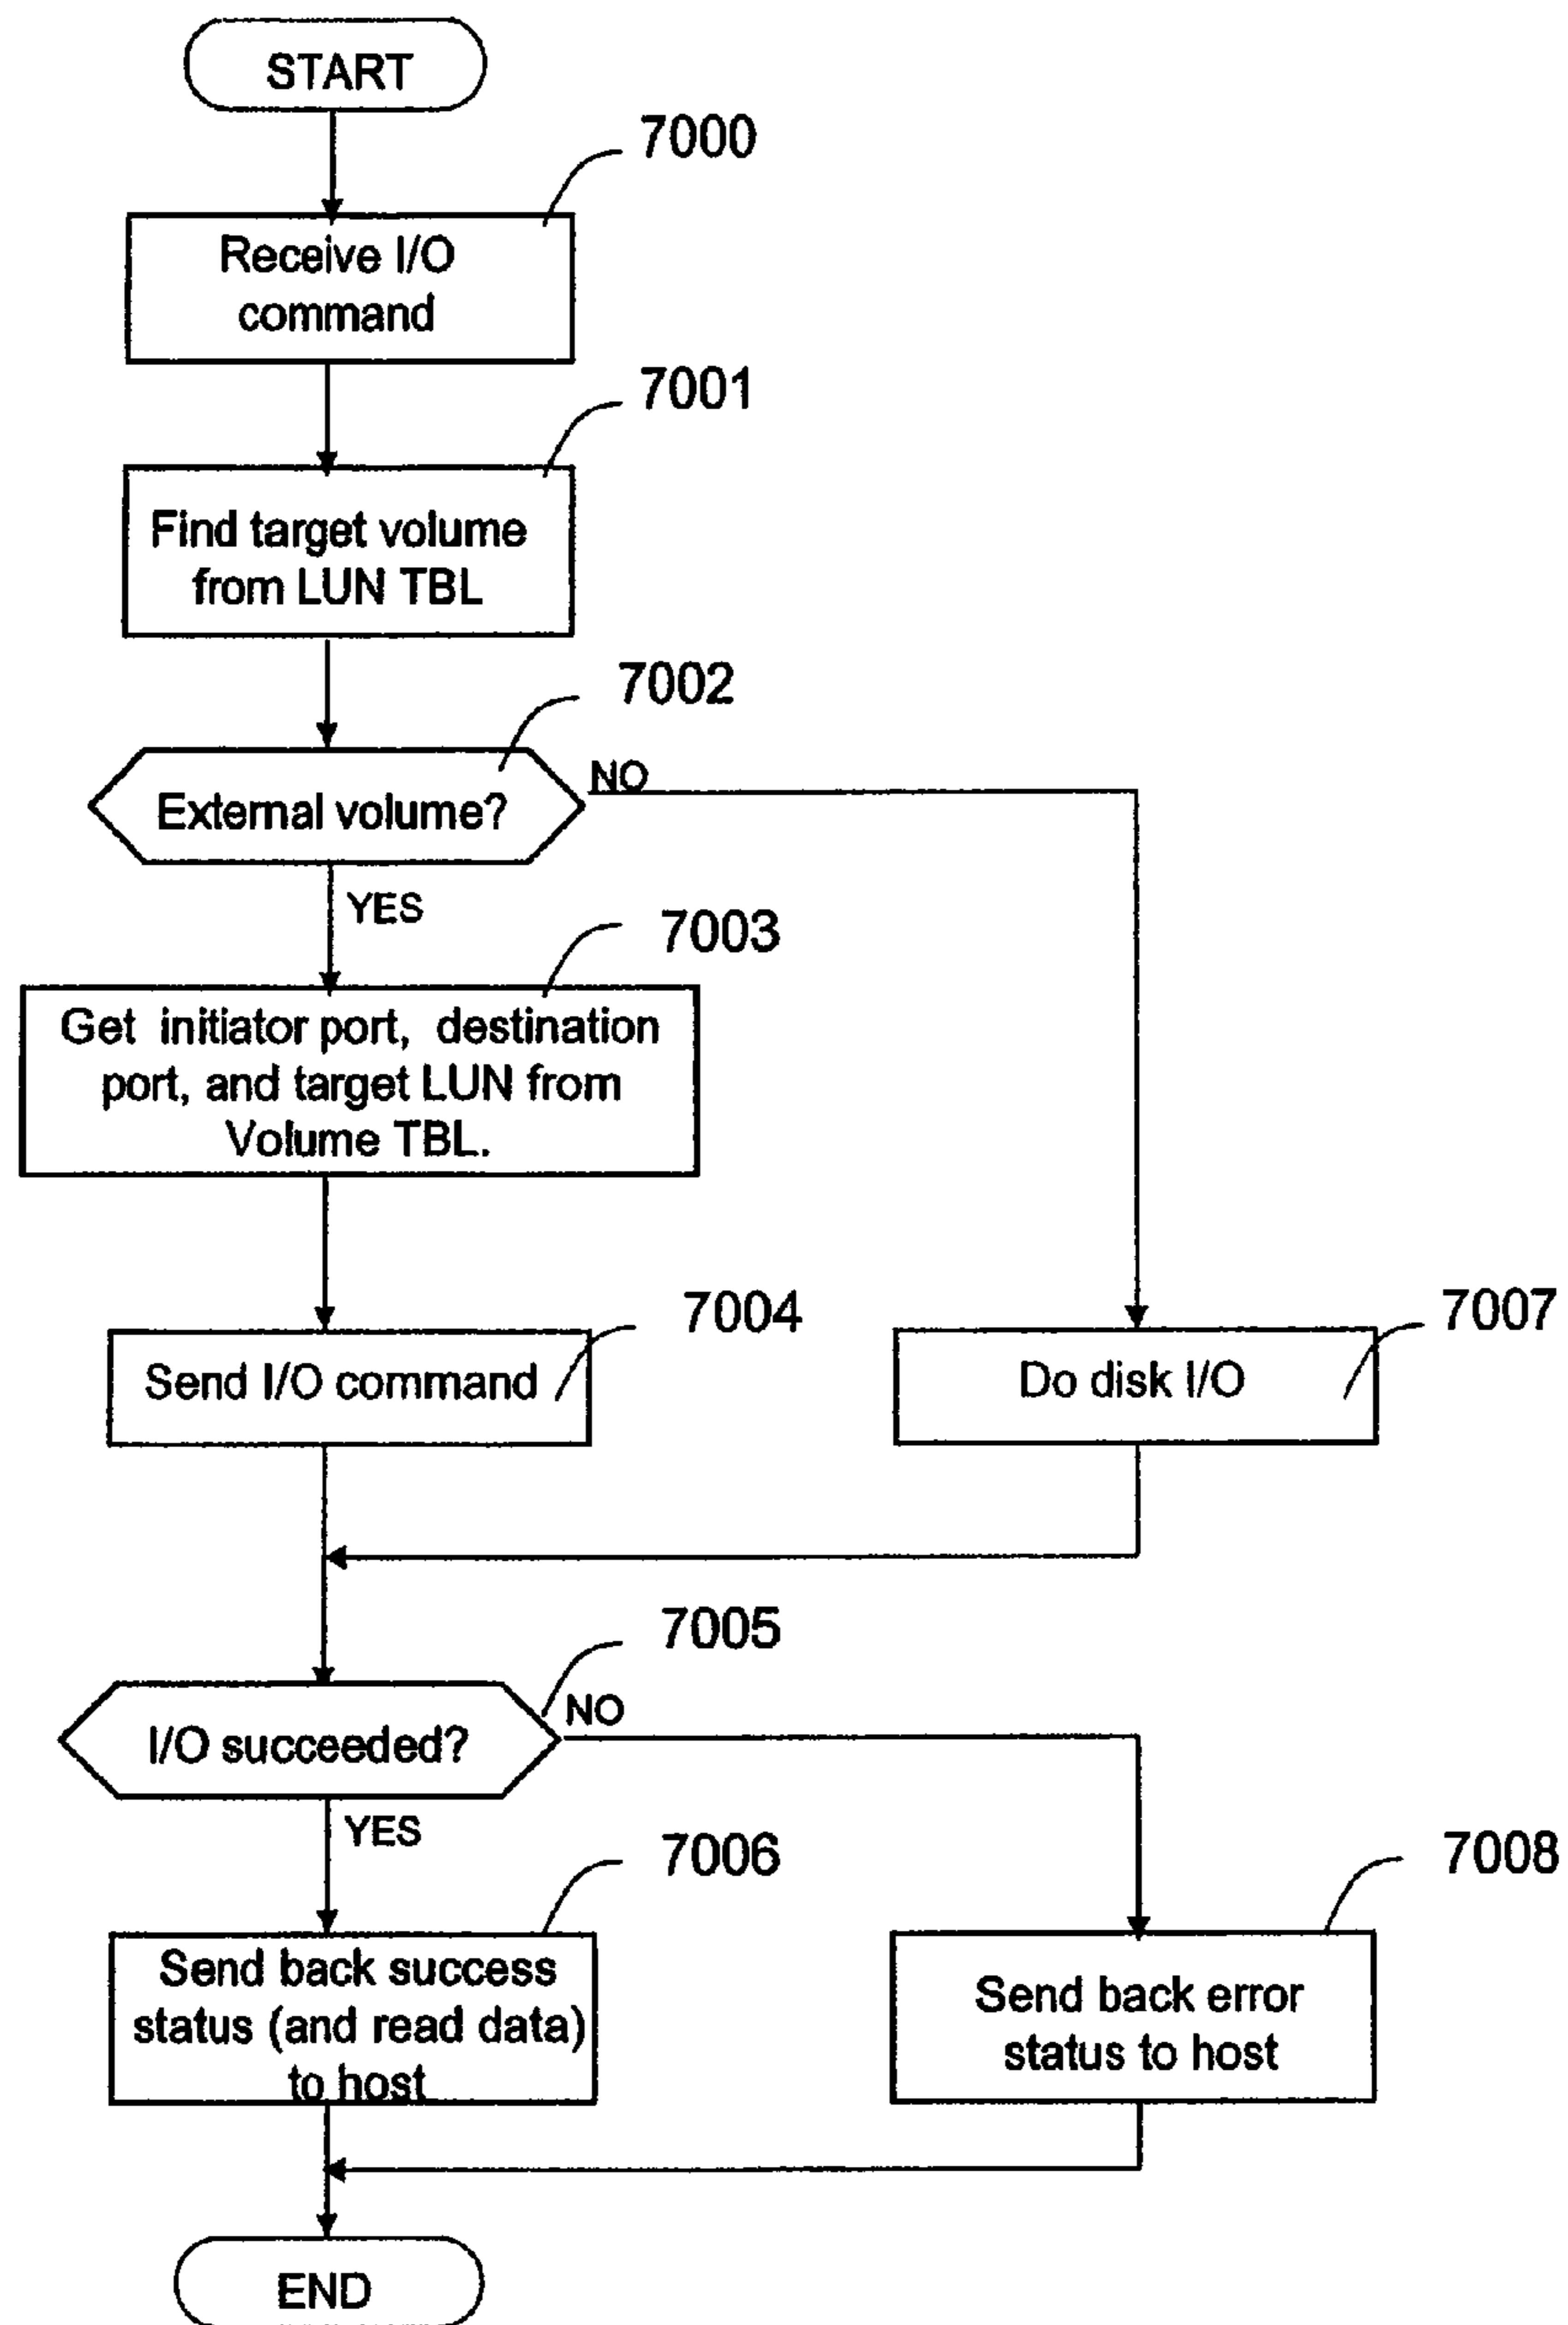 START
7000
Receive I/O
command
7001
Find target volume
from LUN TBL
7002
External volume?
NO
YES
7003
Get initiator port, destination
port, and target LUN from
Volume TBL.
7004
Send I/O command
7007
Do disk I/O
7005
I/O succeeded?
NO
YES
7006
Send back success
status (and read data)
to host
7008
Send back error
status to host
END